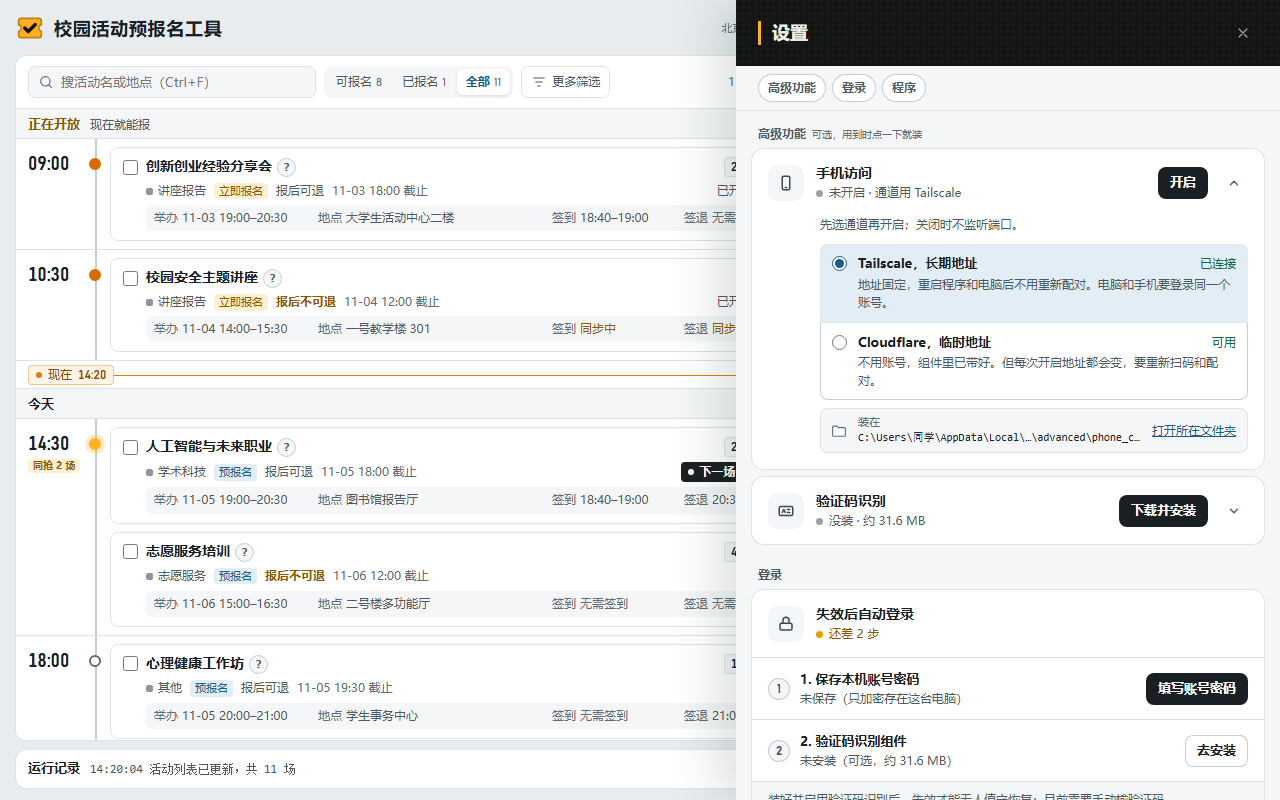 校园活动预报名工具
搜活动名或地点（Ctrl+F）
可报名 8 已报名 1 全部 11
更多筛选
正在开放 现在就能报
09:00
创新创业经验分享会 ?
讲座报告 立即报名 报后可退 11-03 18:00 截止
举办 11-03 19:00–20:30 地点 大学生活动中心二楼 签到 18:40–19:00 签退 无需
10:30
校园安全主题讲座 ?
讲座报告 立即报名 报后不可退 11-04 12:00 截止
举办 11-04 14:00–15:30 地点 一号教学楼 301 签到 同步中 签退 同步
现在 14:20
今天
14:30
同抢 2 场
人工智能与未来职业 ?
学术科技 预报名 报后可退 11-05 18:00 截止
下一场
举办 11-05 19:00–20:30 地点 图书馆报告厅 签到 18:40–19:00 签退 20:3
志愿服务培训 ?
志愿服务 预报名 报后不可退 11-06 12:00 截止
举办 11-06 15:00–16:30 地点 二号楼多功能厅 签到 无需签到 签退 无需
18:00
心理健康工作坊 ?
其他 预报名 报后可退 11-05 19:30 截止
举办 11-05 20:00–21:00 地点 学生事务中心 签到 无需签到 签退 21:0
运行记录 14:20:04 活动列表已更新，共 11 场
设置
高级功能 登录 程序
高级功能 可选，用到时点一下就装
手机访问
未开启 · 通道用 Tailscale
开启
先选通道再开启；关闭时不监听端口。
Tailscale，长期地址 已连接
地址固定，重启程序和电脑后不用重新配对。电脑和手机要登录同一个
账号。
Cloudflare，临时地址 可用
不用账号，组件里已带好。但每次开启地址都会变，要重新扫码和配
对。
装在
C:\Users\同学\AppData\Local\…\advanced\phone_c…
打开所在文件夹
验证码识别
没装 · 约 31.6 MB
下载并安装
登录
失效后自动登录
还差 2 步
1 1. 保存本机账号密码
未保存（只加密存在这台电脑）
填写账号密码
2 2. 验证码识别组件
未安装（可选，约 31.6 MB）
去安装